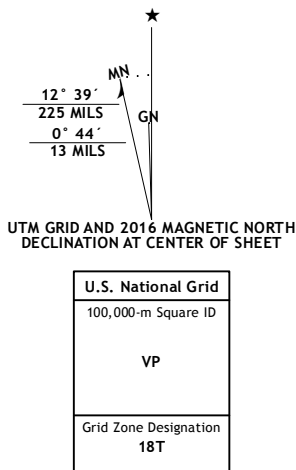 ★
MN
GN
12° 39´
225 MILS
0° 44´
13 MILS
UTM GRID AND 2016 MAGNETIC NORTH
DECLINATION AT CENTER OF SHEET
U.S. National Grid
100,000-m Square ID
VP
Grid Zone Designation
18T